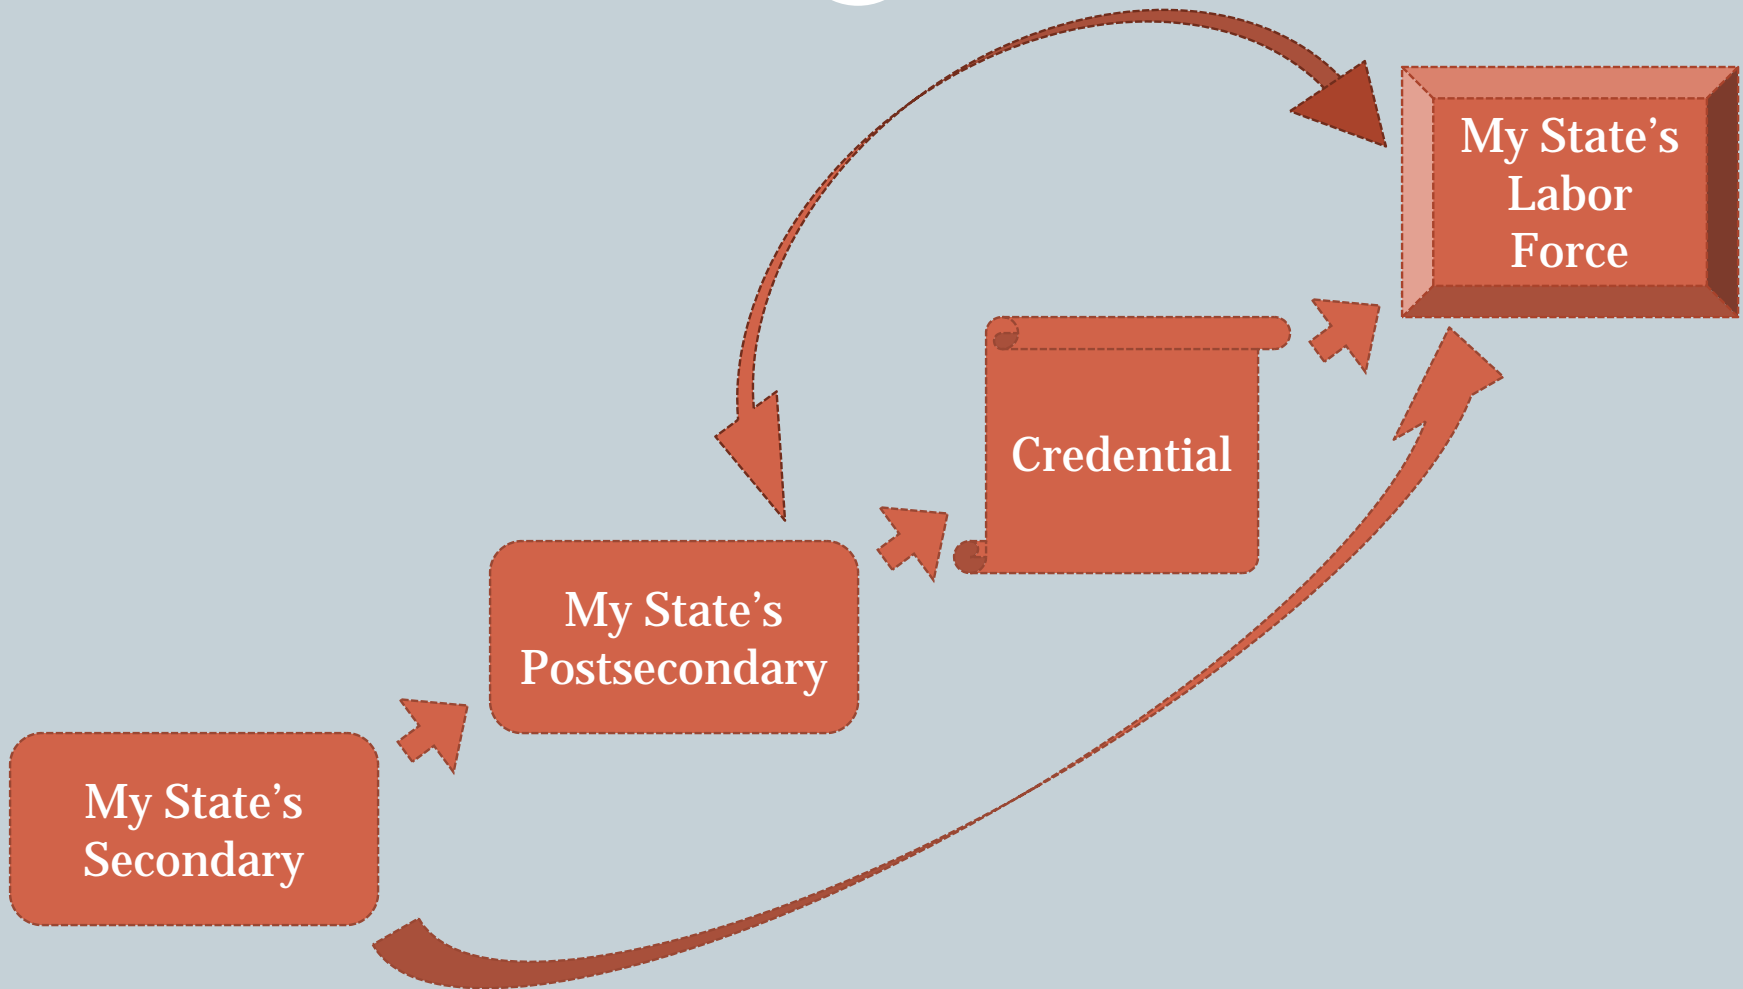 My State’s
Labor
Force
Credential
My State’s
Postsecondary
My State’s
Secondary